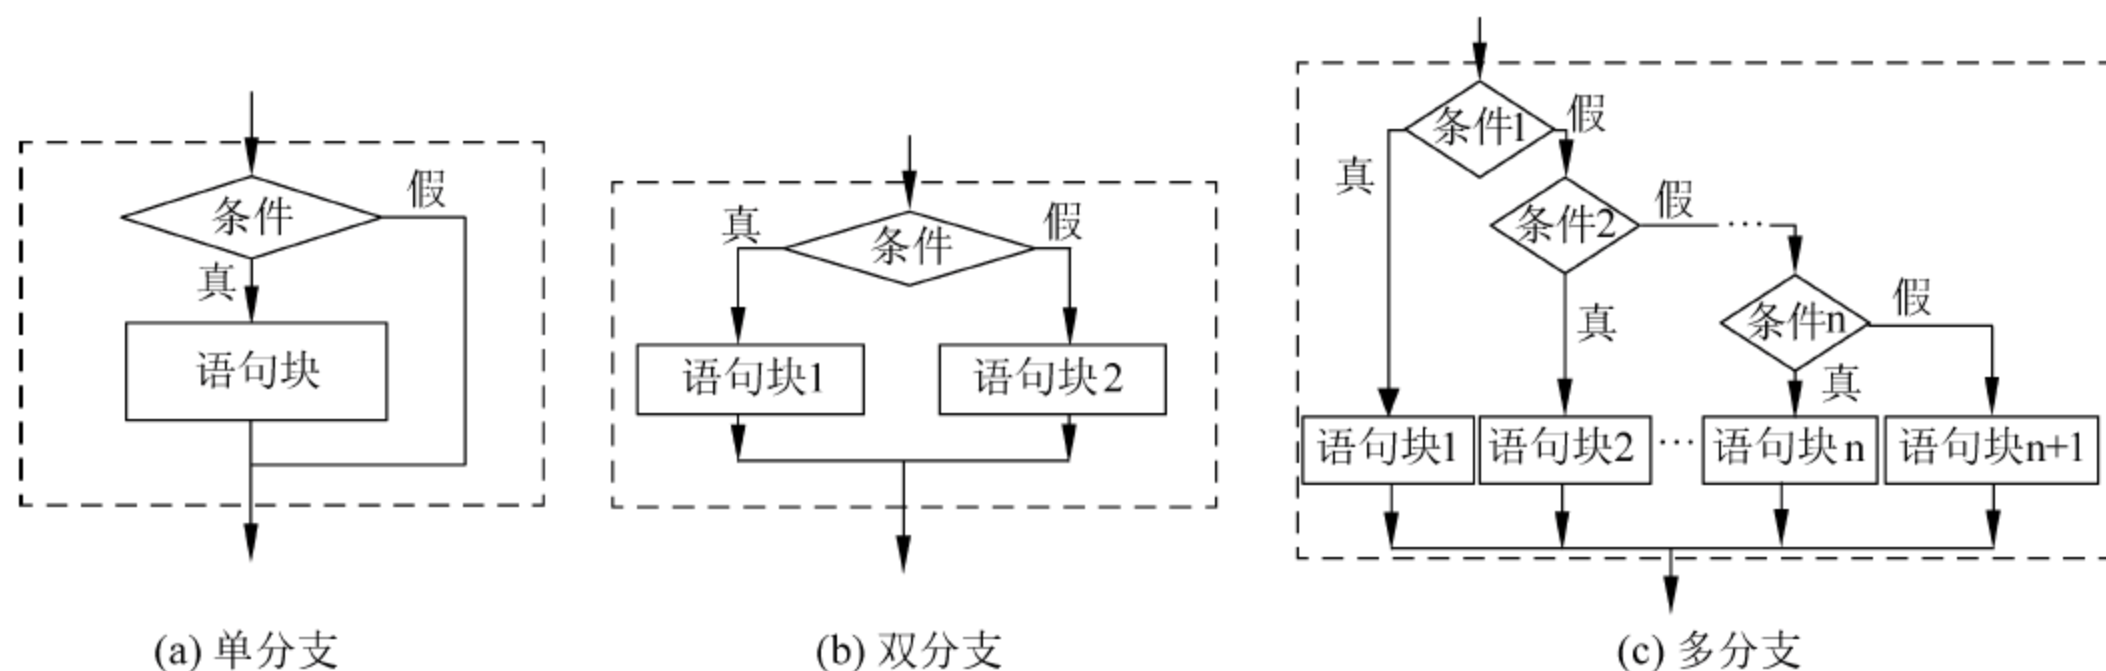 条件
假
真
语句块
(a) 单分支
真
条件
假
语句块1
语句块2
(b) 双分支
条件1
假
真
条件2
假
…
真
条件n
假
真
语句块1
语句块2
…
语句块n
语句块n+1
(c) 多分支